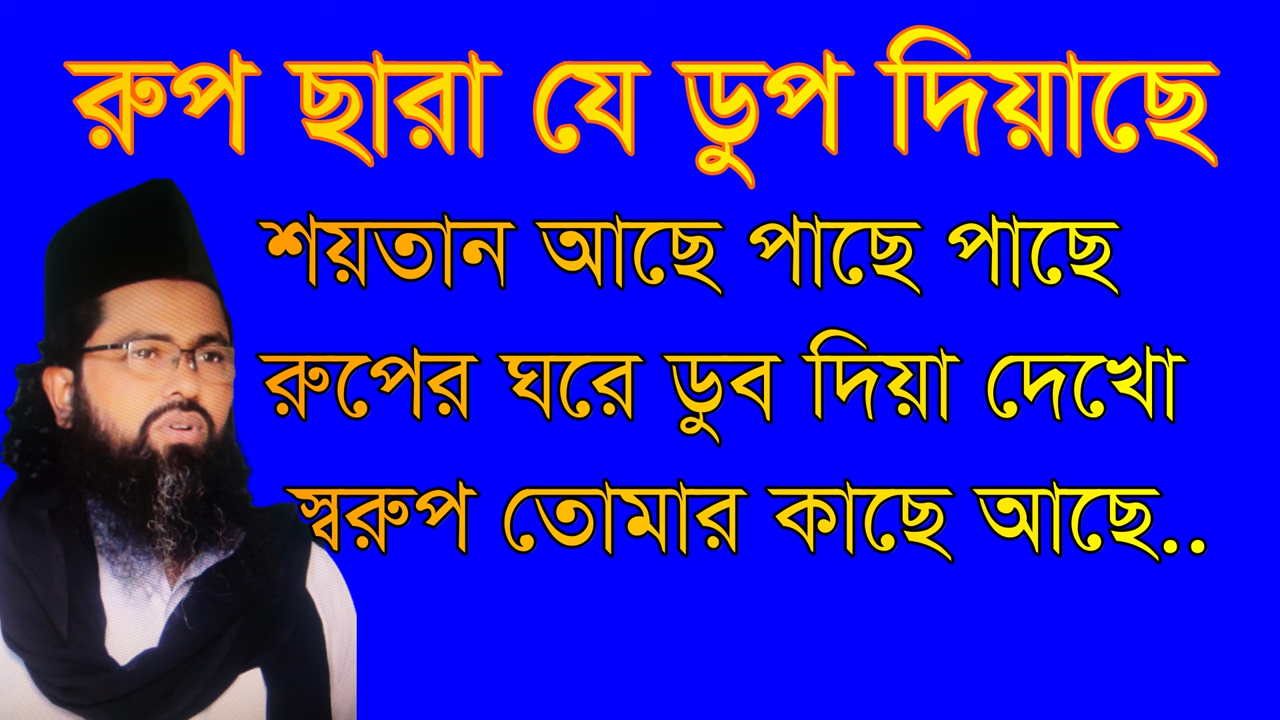 রুপ ছারা যে ডুপ দিয়াছে
শয়তান আছে পাছে পাছে
রুপের ঘরে ডুব দিয়া দেখো
স্বরুপ তোমার কাছে আছে..